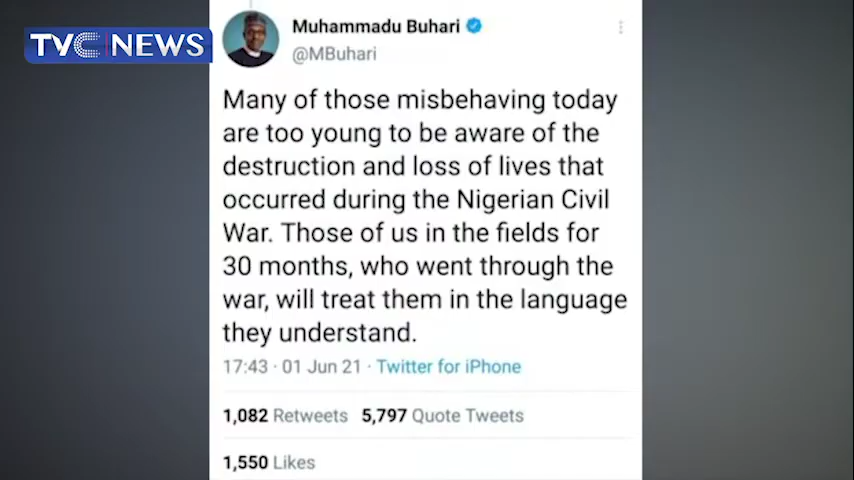 TVC NEWS
Muhammadu Buhari
@MBuhari
Many of those misbehaving today
are too young to be aware of the
destruction and loss of lives that
occurred during the Nigerian Civil
War. Those of us in the fields for
30 months, who went through the
war, will treat them in the language
they understand.
17:43 · 01 Jun 21 · Twitter for iPhone
1,082 Retweets 5,797 Quote Tweets
1,550 Likes